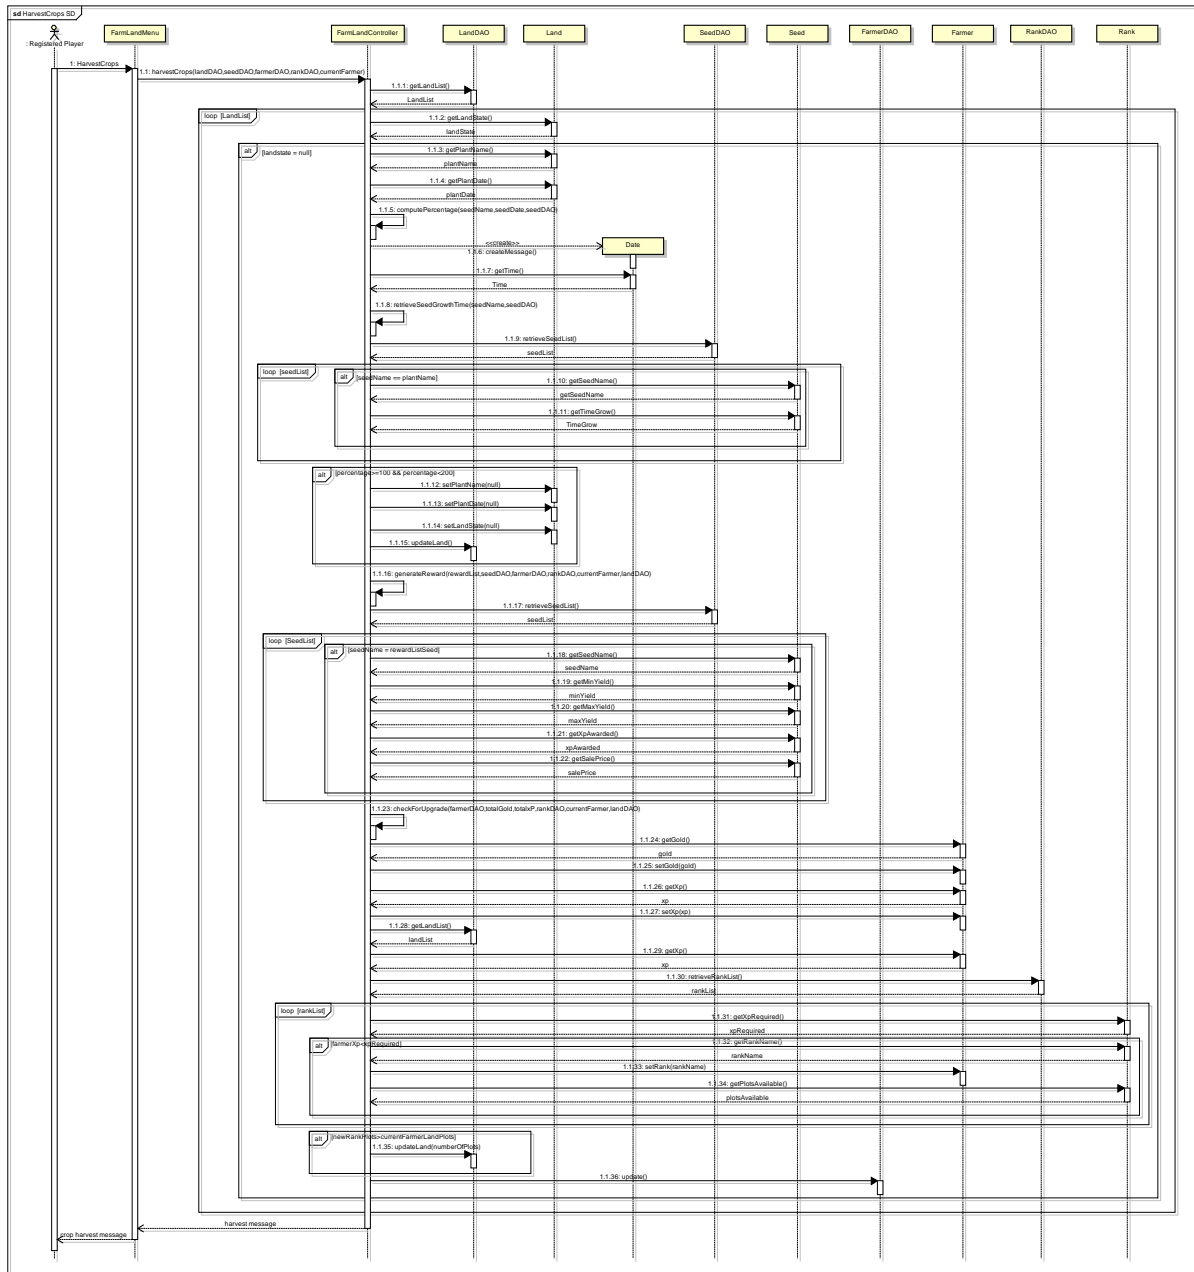 sd HarvestCrops SD
: Registered Player
FarmLandMenu
FarmLandController
LandDAO
Land
SeedDAO
Seed
FarmerDAO
Farmer
RankDAO
Rank
1: HarvestCrops
1.1: harvestCrops(landDAO,seedDAO,farmerDAO,rankDAO,currentFarmer)
1.1.1: getLandList()
LandList
loop [LandList]
1.1.2: getLandState()
landState
alt [landstate = null]
1.1.3: getPlantName()
plantName
1.1.4: getPlantDate()
plantDate
1.1.5: computePercentage(seedName,seedDate,seedDAO)
<<create>>
Date
1.1.6: createMessage()
1.1.7: getTime()
Time
1.1.8: retrieveSeedGrowthTime(seedName,seedDAO)
1.1.9: retrieveSeedList()
seedList
loop [seedList]
alt [seedName == plantName]
1.1.10: getSeedName()
getSeedName
1.1.11: getTimeGrow()
TimeGrow
alt [percentage>=100 && percentage<200]
1.1.12: setPlantName(null)
1.1.13: setPlantDate(null)
1.1.14: setLandState(null)
1.1.15: updateLand()
1.1.16: generateReward(rewardList,seedDAO,farmerDAO,rankDAO,currentFarmer,landDAO)
1.1.17: retrieveSeedList()
seedList
loop [SeedList]
alt [seedName = rewardListSeed]
1.1.18: getSeedName()
seedName
1.1.19: getMinYield()
minYield
1.1.20: getMaxYield()
maxYield
1.1.21: getXpAwarded()
xpAwarded
1.1.22: getSalePrice()
salePrice
1.1.23: checkForUpgrade(farmerDAO,totalGold,totalxP,rankDAO,currentFarmer,landDAO)
1.1.24: getGold()
gold
1.1.25: setGold(gold)
1.1.26: getXp()
xp
1.1.27: setXp(xp)
1.1.28: getLandList()
landList
1.1.29: getXp()
xp
1.1.30: retrieveRankList()
rankList
loop [rankList]
1.1.31: getXpRequired()
xpRequired
alt [farmerXp<xpRequired]
1.1.32: getRankName()
rankName
1.1.33: setRank(rankName)
1.1.34: getPlotsAvailable()
plotsAvailable
alt [newRankPlots>currentFarmerLandPlots]
1.1.35: updateLand(numberOfPlots)
1.1.36: update()
harvest message
crop harvest message